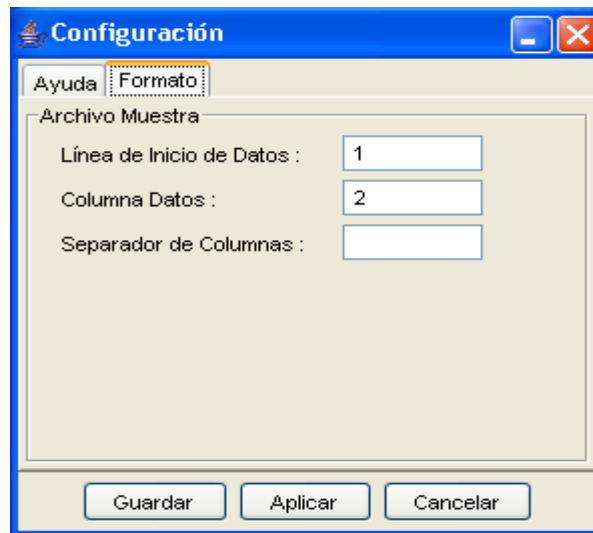 Configuración
Ayuda Formato
Archivo Muestra
Línea de Inicio de Datos : 1
Columna Datos : 2
Separador de Columnas :
Guardar Aplicar Cancelar